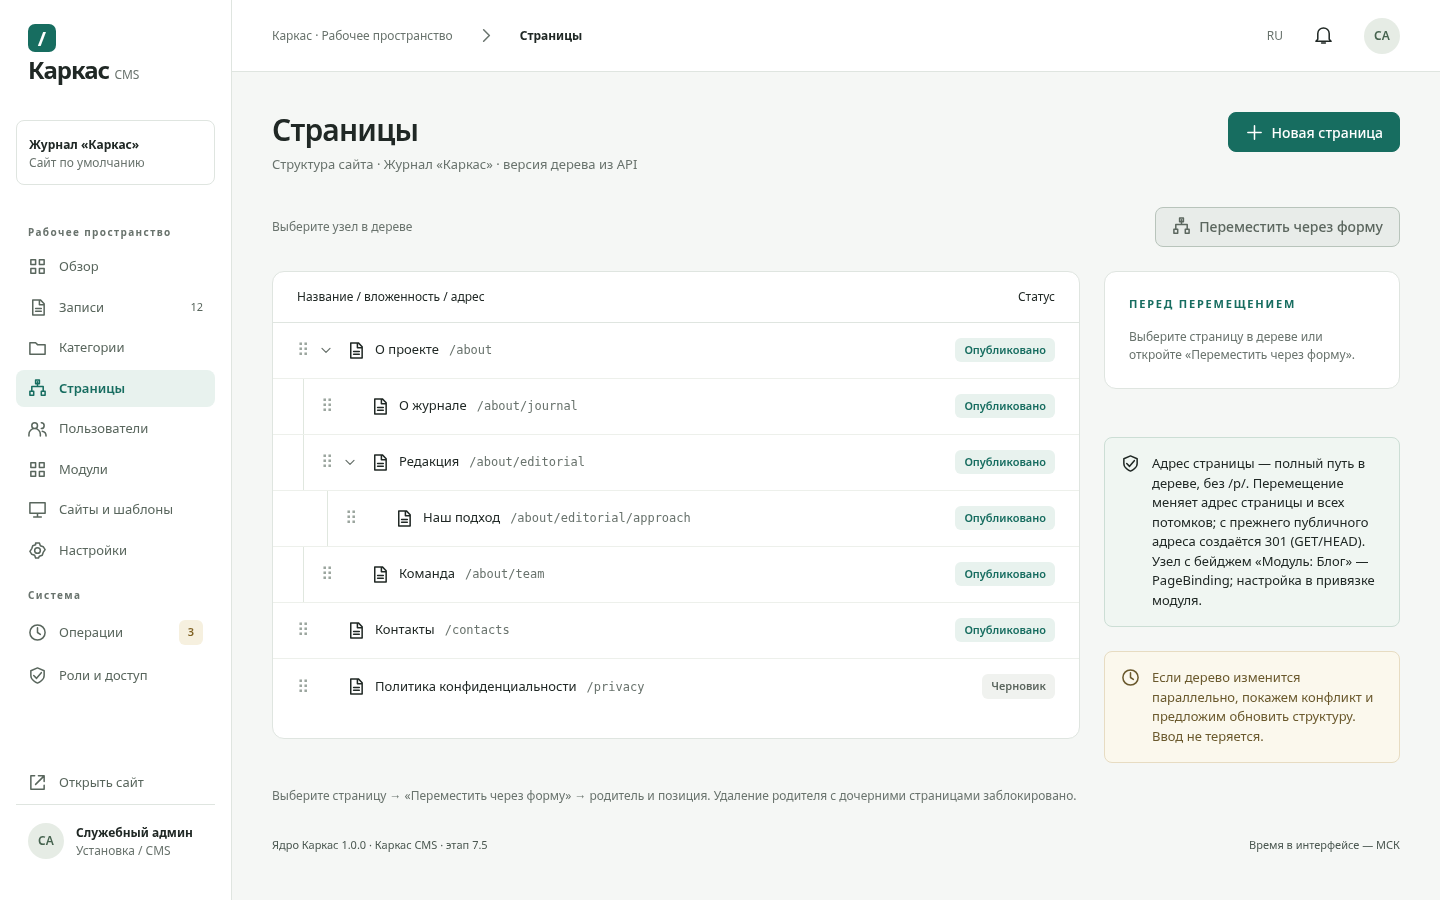 /
Каркас CMS
Журнал «Каркас»
Сайт по умолчанию
Рабочее пространство
Обзор
Записи 12
Категории
Страницы
Пользователи
Модули
Сайты и шаблоны
Настройки
Система
Операции 3
Роли и доступ
Открыть сайт
СА Служебный админ
Установка / CMS
Каркас · Рабочее пространство Страницы
RU СА
Страницы
Новая страница
Структура сайта · Журнал «Каркас» · версия дерева из API
Выберите узел в дереве
Переместить через форму
Название / вложенность / адрес Статус
О проекте /about Опубликовано
О журнале /about/journal Опубликовано
Редакция /about/editorial Опубликовано
Наш подход /about/editorial/approach Опубликовано
Команда /about/team Опубликовано
Контакты /contacts Опубликовано
Политика конфиденциальности /privacy Черновик
ПЕРЕД ПЕРЕМЕЩЕНИЕМ
Выберите страницу в дереве или
откройте «Переместить через форму».
Адрес страницы — полный путь в
дереве, без /p/. Перемещение
меняет адрес страницы и всех
потомков; с прежнего публичного
адреса создаётся 301 (GET/HEAD).
Узел с бейджем «Модуль: Блог» —
PageBinding; настройка в привязке
модуля.
Если дерево изменится
параллельно, покажем конфликт и
предложим обновить структуру.
Ввод не теряется.
Выберите страницу → «Переместить через форму» → родитель и позиция. Удаление родителя с дочерними страницами заблокировано.
Ядро Каркас 1.0.0 · Каркас CMS · этап 7.5
Время в интерфейсе — МСК